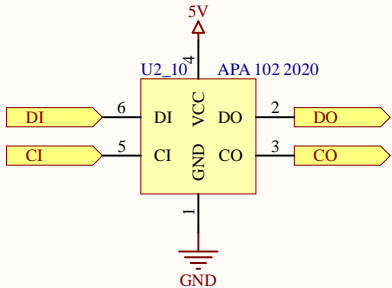 5V
4
U2_10 APA 102 2020
DI 6 DI VCC DO 2 DO
CI 5 CI GND CO 3 CO
1
GND